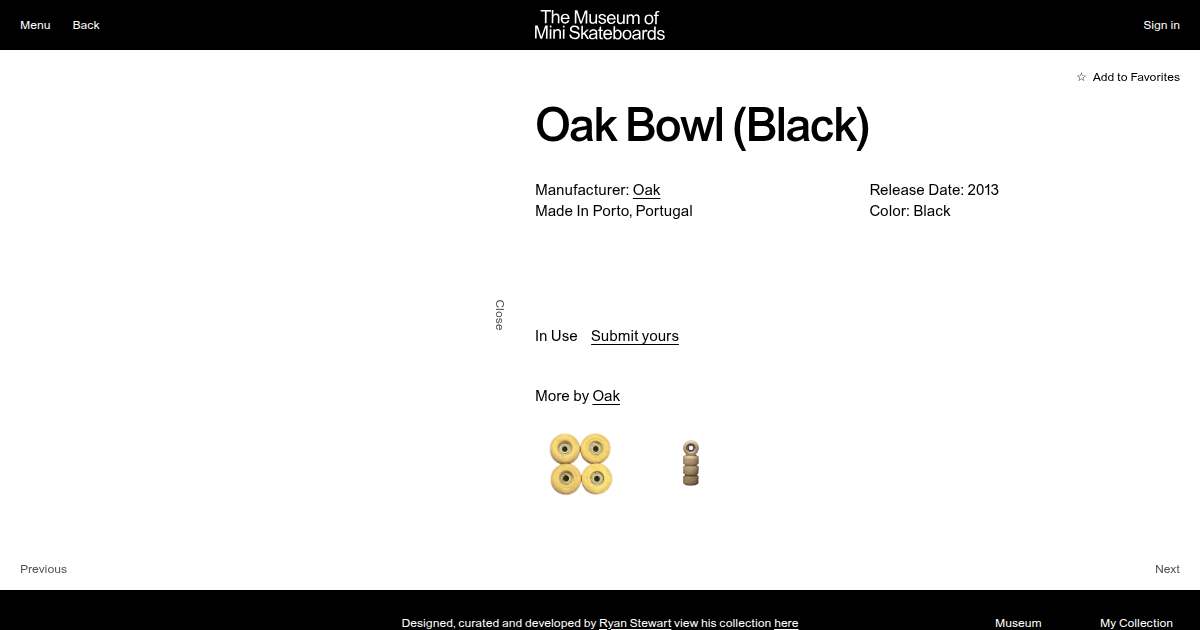 Menu
Back
The Museum of
Mini Skateboards
Sign in
☆ Add to Favorites
Oak Bowl (Black)
Manufacturer: Oak
Made In Porto, Portugal
Release Date: 2013
Color: Black
Close
In Use
Submit yours
More by Oak
Previous
Next
Designed, curated and developed by Ryan Stewart view his collection here
Museum
My Collection